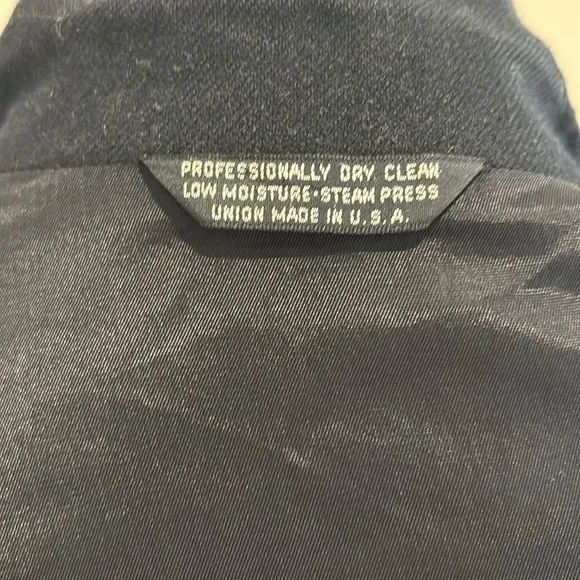 PROFESSIONALLY DRY CLEAN
LOW MOISTURE·STEAM PRESS
UNION MADE IN U.S.A.